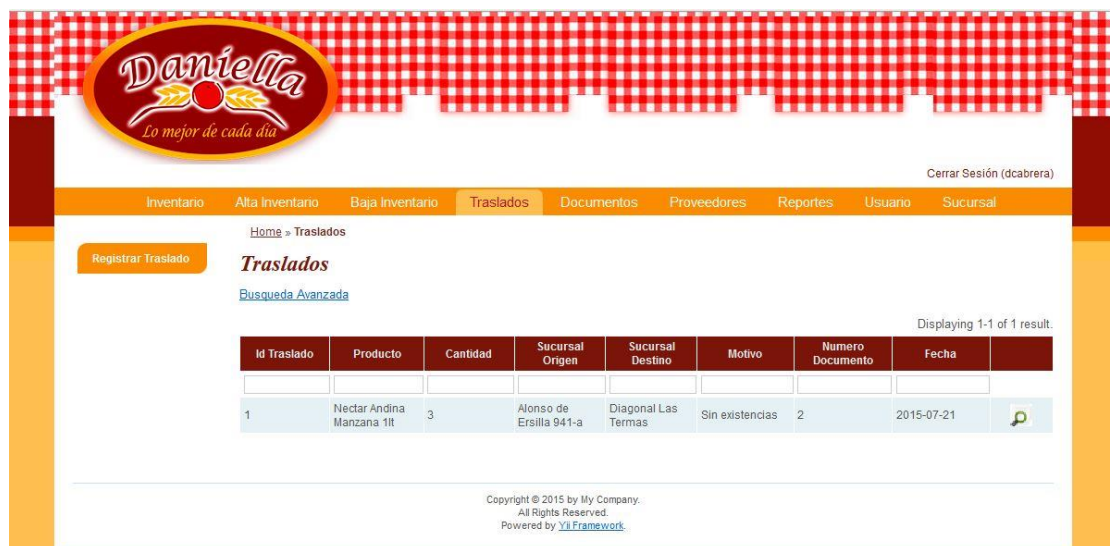 Daniella
Lo mejor de cada día
Cerrar Sesión (dcabrera)
Inventario Alta Inventario Baja Inventario Traslados Documentos Proveedores Reportes Usuario Sucursal
Home » Traslados
Registrar Traslado
Traslados
Busqueda Avanzada
Displaying 1-1 of 1 result.
Id Traslado Producto Cantidad Sucursal Origen Sucursal Destino Motivo Numero Documento Fecha
1 Nectar Andina Manzana 1lt 3 Alonso de Ersilla 941-a Diagonal Las Termas Sin existencias 2 2015-07-21
Copyright © 2015 by My Company.
All Rights Reserved.
Powered by Yii Framework.